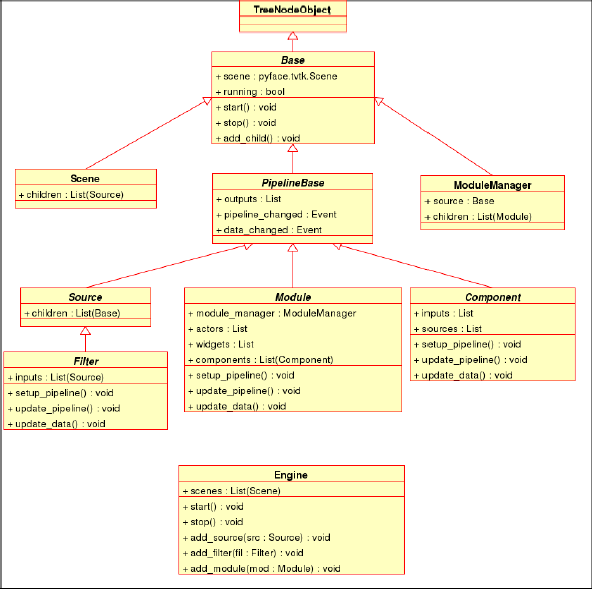 TreeNodeObject
Base
+ scene : pyface.tvtk.Scene
+ running : bool
+ start() : void
+ stop() : void
+ add_child() : void
Scene
+ children : List(Source)
PipelineBase
+ outputs : List
+ pipeline_changed : Event
+ data_changed : Event
ModuleManager
+ source : Base
+ children : List(Module)
Source
+ children : List(Base)
Module
+ module_manager : ModuleManager
+ actors : List
+ widgets : List
+ components : List(Component)
+ setup_pipeline() : void
+ update_pipeline() : void
+ update_data() : void
Component
+ inputs : List
+ sources : List
+ setup_pipeline() : void
+ update_pipeline() : void
+ update_data() : void
Filter
+ inputs : List(Source)
+ setup_pipeline() : void
+ update_pipeline() : void
+ update_data() : void
Engine
+ scenes : List(Scene)
+ start() : void
+ stop() : void
+ add_source(src : Source) : void
+ add_filter(fil : Filter) : void
+ add_module(mod : Module) : void